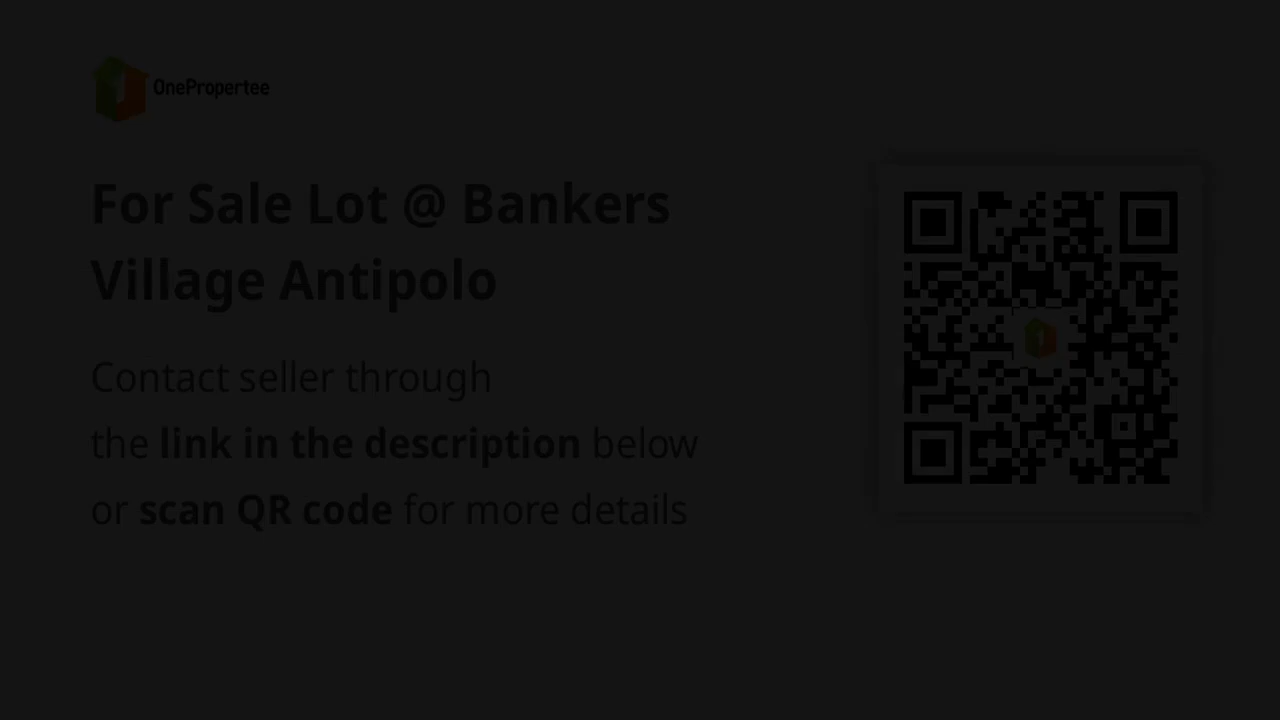 OnePropertee
For Sale Lot @ Bankers
Village Antipolo
Contact seller through
the link in the description below
or scan QR code for more details